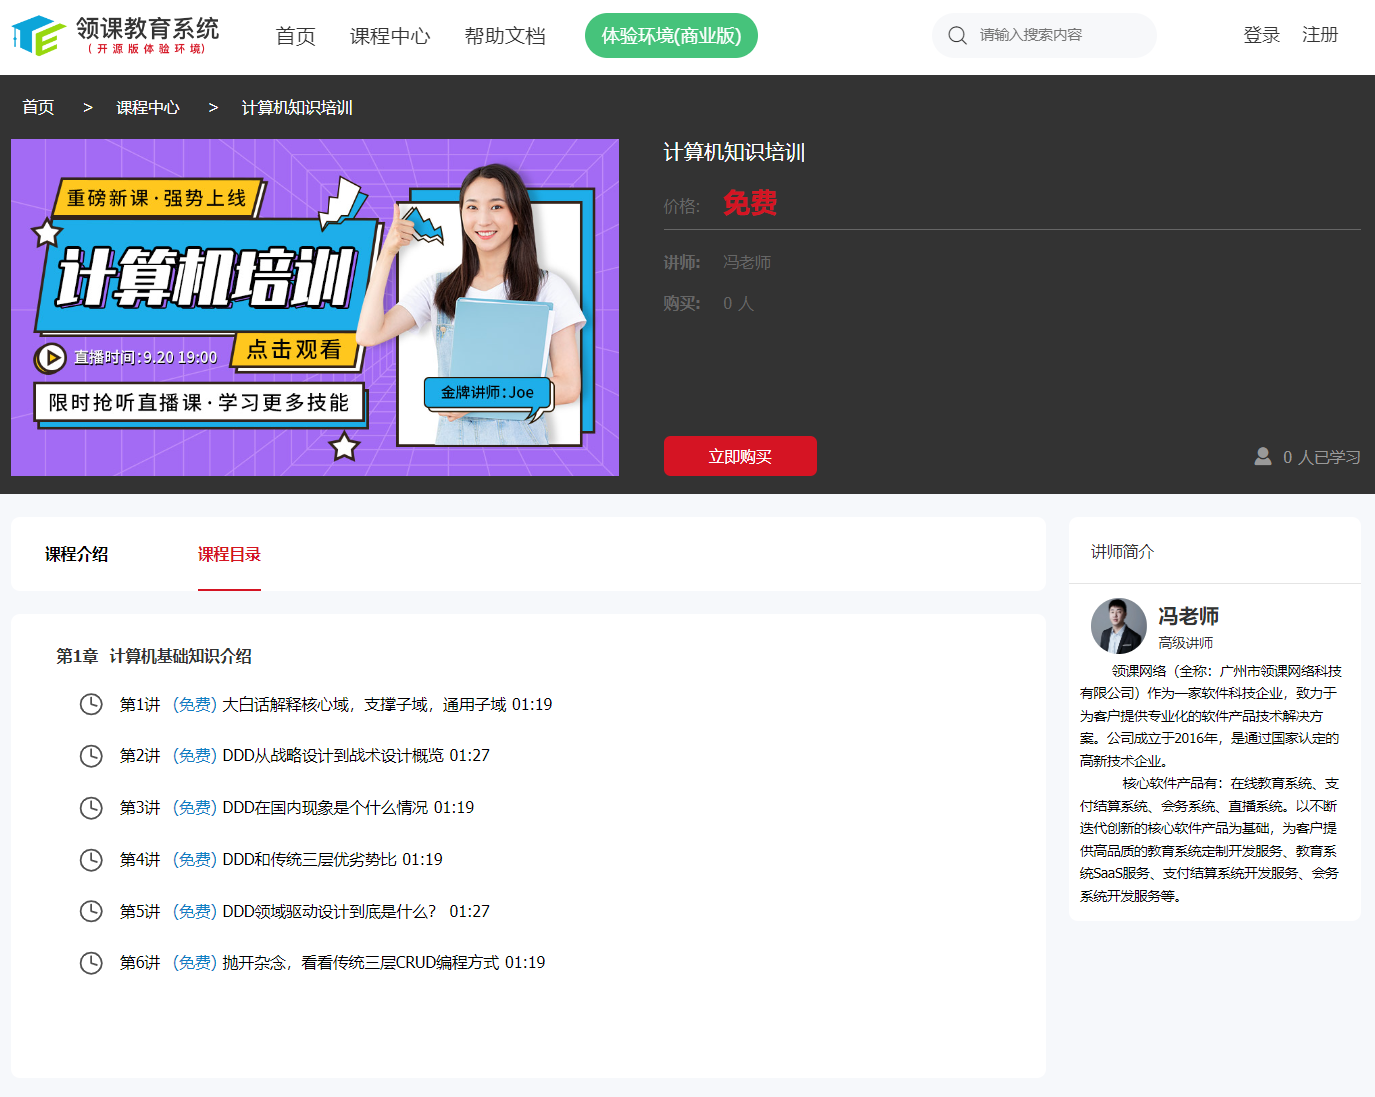 领课教育系统
(开源版体验环境)
首页 课程中心 帮助文档 体验环境(商业版) 请输入搜索内容 登录 注册
首页 > 课程中心 > 计算机知识培训
重磅新课·强势上线
计算机培训
直播时间:9.20 19:00
点击观看
限时抢听直播课·学习更多技能
金牌讲师:Joe
计算机知识培训
价格: 免费
讲师: 冯老师
购买: 0 人
立即购买
0 人已学习
课程介绍 课程目录
第1章 计算机基础知识介绍
第1讲 (免费) 大白话解释核心域，支撑子域，通用子域 01:19
第2讲 (免费) DDD从战略设计到战术设计概览 01:27
第3讲 (免费) DDD在国内现象是个什么情况 01:19
第4讲 (免费) DDD和传统三层优劣势比 01:19
第5讲 (免费) DDD领域驱动设计到底是什么？ 01:27
第6讲 (免费) 抛开杂念，看看传统三层CRUD编程方式 01:19
讲师简介
冯老师
高级讲师
领课网络（全称：广州市领课网络科技
有限公司）作为一家软件科技企业，致力于
为客户提供专业化的软件产品技术解决方
案。公司成立于2016年，是通过国家认定的
高新技术企业。
核心软件产品有：在线教育系统、支
付结算系统、会务系统、直播系统。以不断
迭代创新的核心软件产品为基础，为客户提
供高品质的教育系统定制开发服务、教育系
统SaaS服务、支付结算系统开发服务、会务
系统开发服务等。